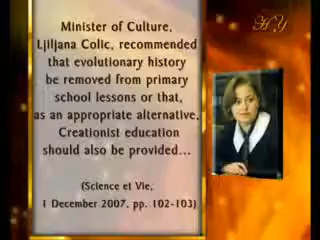 HY
Minister of Culture,
Ljiljana Colic, recommended
that evolutionary history
be removed from primary
school lessons or that,
as an appropriate alternative,
Creationist education
should also be provided...
(Science et Vie,
1 December 2007, pp. 102-103)